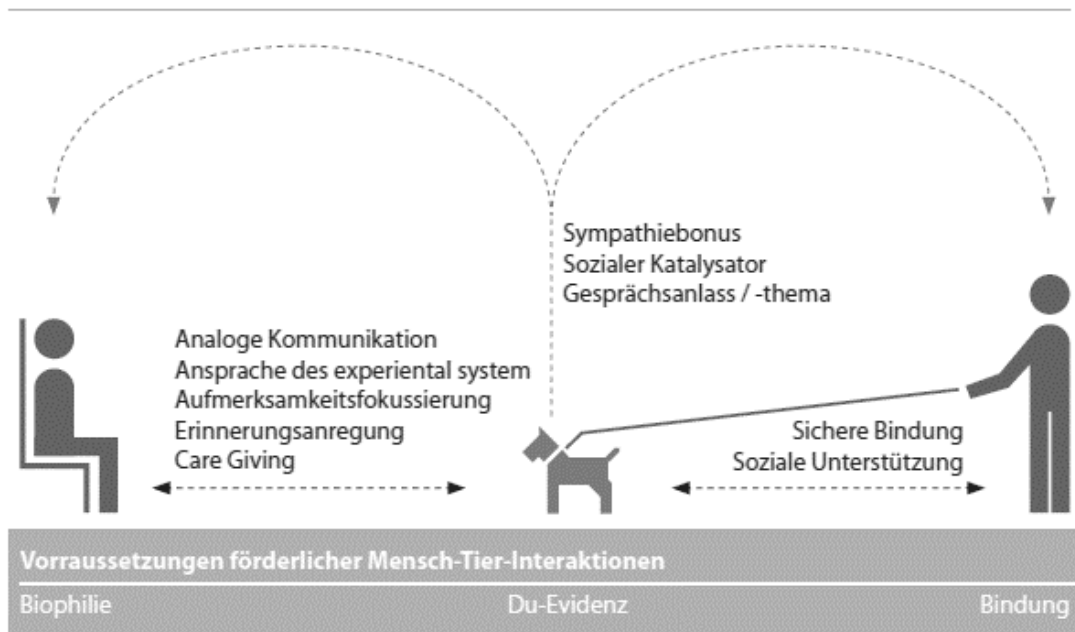 Sympathiebonus
Sozialer Katalysator
Gesprächsanlass / -thema
Analoge Kommunikation
Ansprache des experiental system
Aufmerksamkeitsfokussierung
Erinnerungsanregung
Care Giving
Sichere Bindung
Soziale Unterstützung
Vorraussetzungen förderlicher Mensch-Tier-Interaktionen
Biophilie Du-Evidenz Bindung